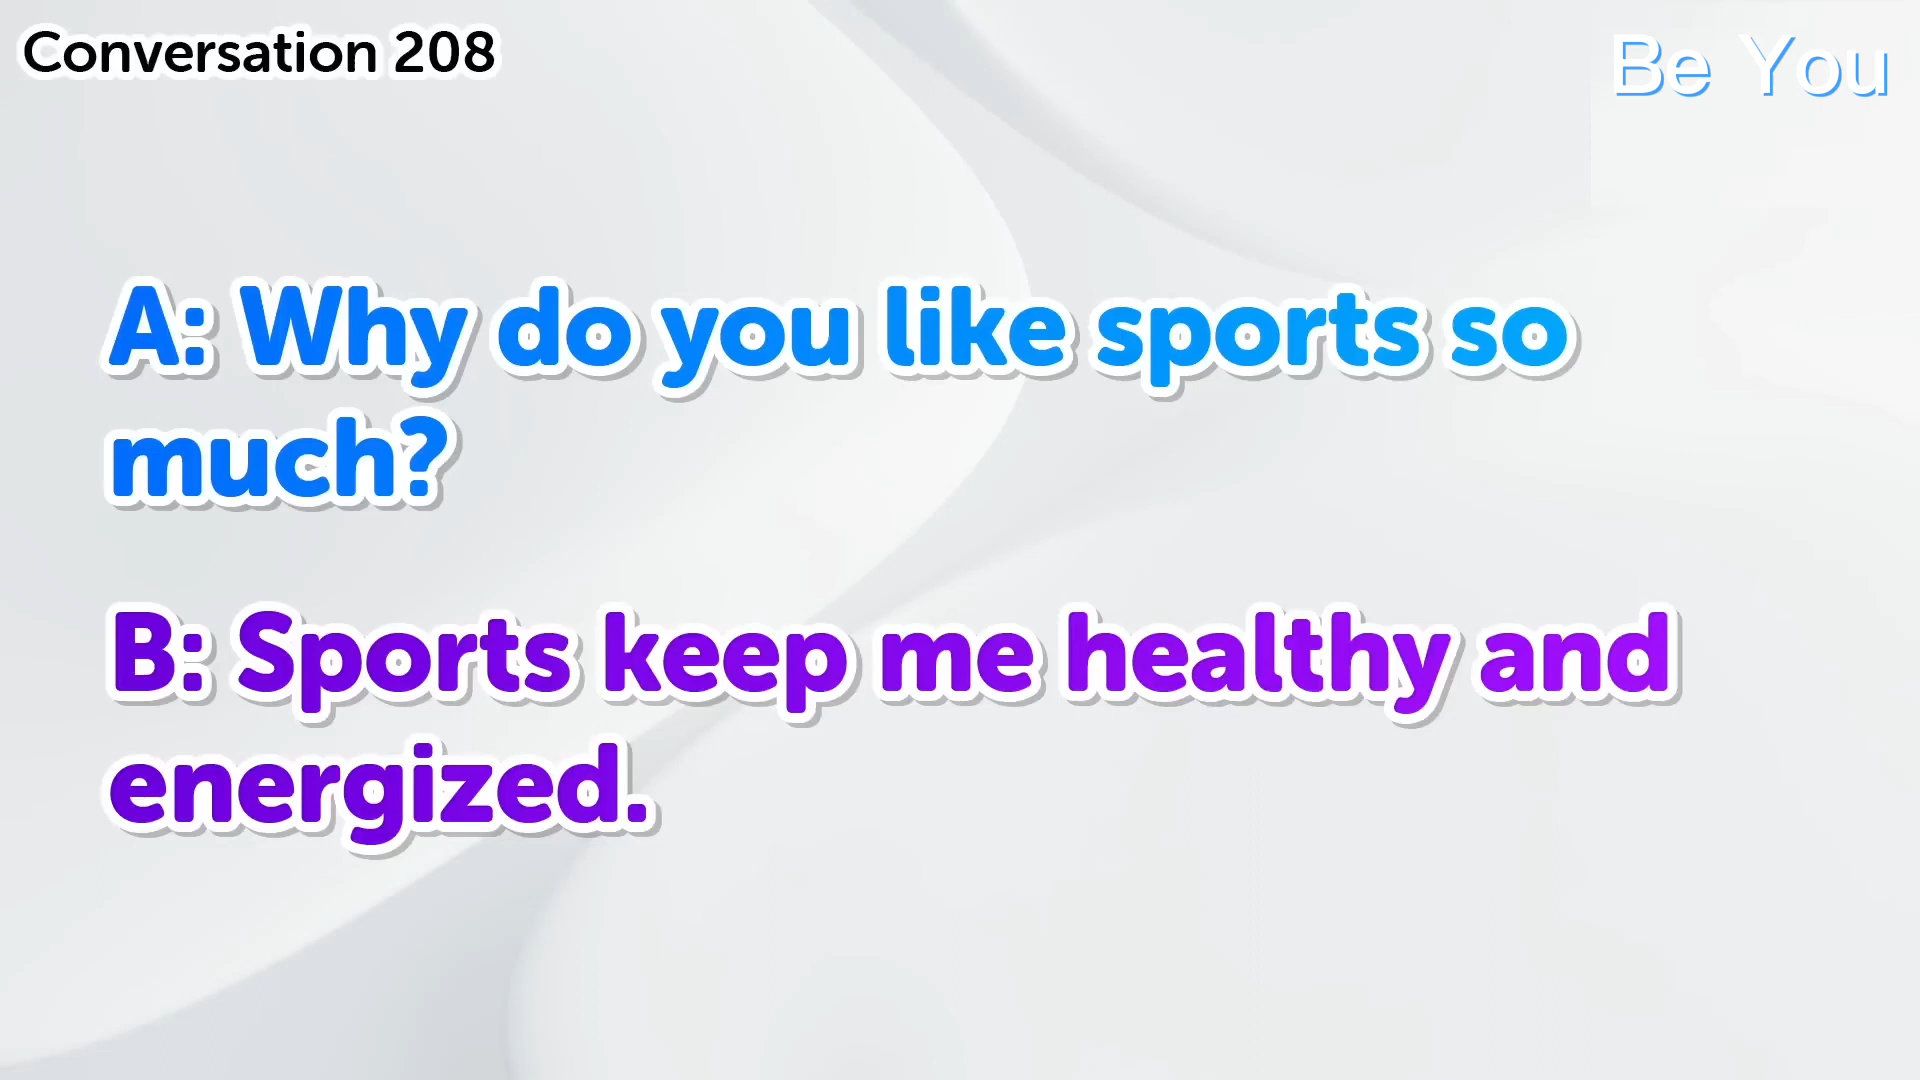 Conversation 208
Be You
A: Why do you like sports so
much?
B: Sports keep me healthy and
energized.